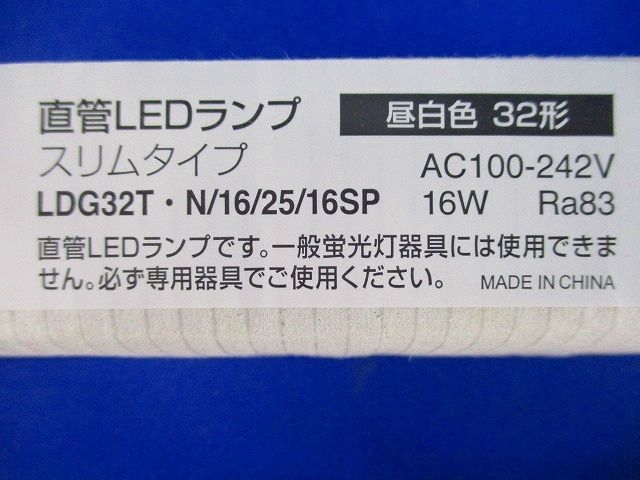 直管LEDランプ 昼白色 32形
スリムタイプ AC100-242V
LDG32T・N/16/25/16SP 16W Ra83
直管LEDランプです。一般蛍光灯器具には使用できま
せん。必ず専用器具でご使用ください。 MADE IN CHINA